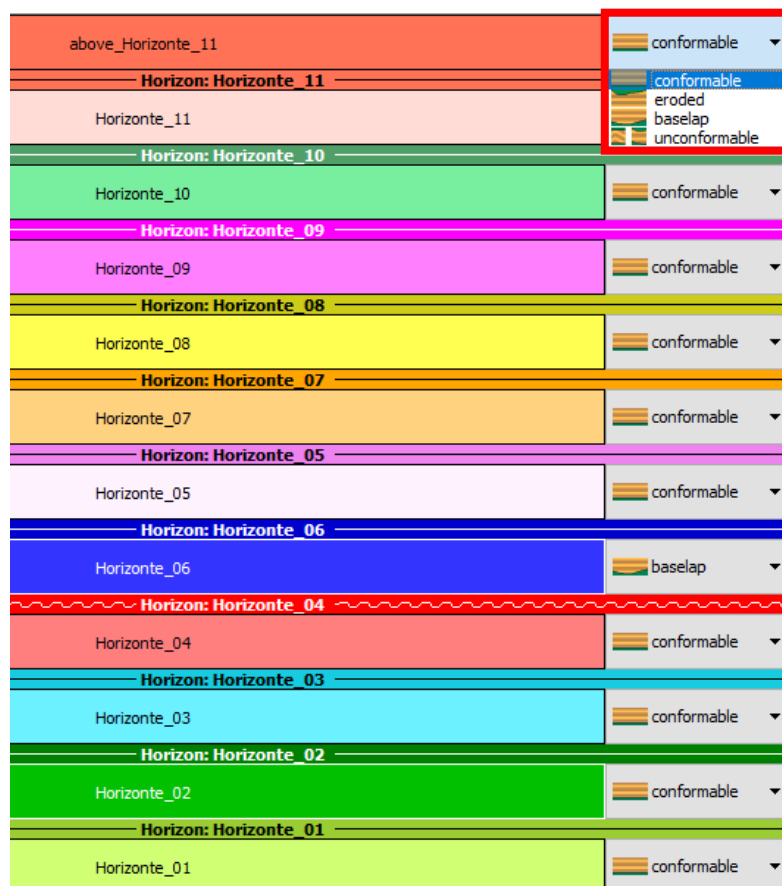 above_Horizonte_11 conformable
Horizon: Horizonte_11 conformable
eroded
Horizonte_11 baselap
unconformable
Horizon: Horizonte_10
Horizonte_10 conformable
Horizon: Horizonte_09
Horizonte_09 conformable
Horizon: Horizonte_08
Horizonte_08 conformable
Horizon: Horizonte_07
Horizonte_07 conformable
Horizon: Horizonte_05
Horizonte_05 conformable
Horizon: Horizonte_06
Horizonte_06 baselap
Horizon: Horizonte_04
Horizonte_04 conformable
Horizon: Horizonte_03
Horizonte_03 conformable
Horizon: Horizonte_02
Horizonte_02 conformable
Horizon: Horizonte_01
Horizonte_01 conformable